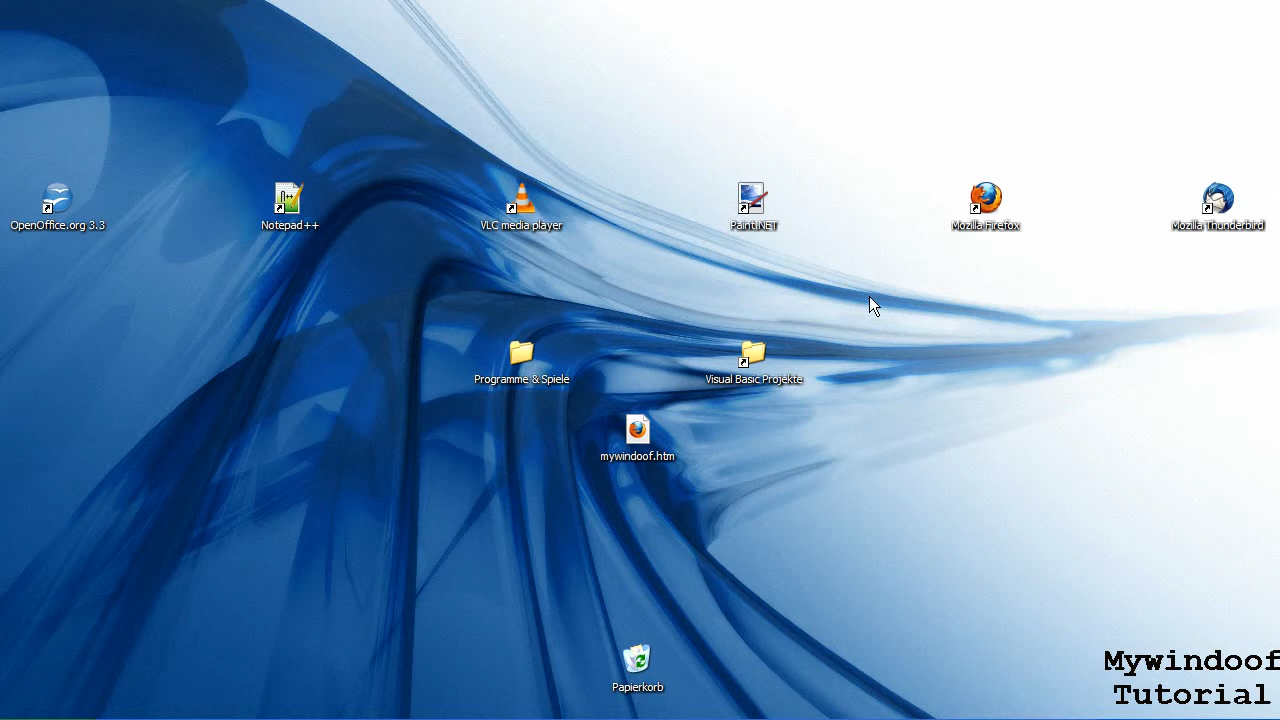 OpenOffice.org 3.3
Notepad++
VLC media player
Paint.NET
Mozilla Firefox
Mozilla Thunderbird
Programme & Spiele
Visual Basic Projekte
mywindoof.htm
Papierkorb
Mywindoof
Tutorial